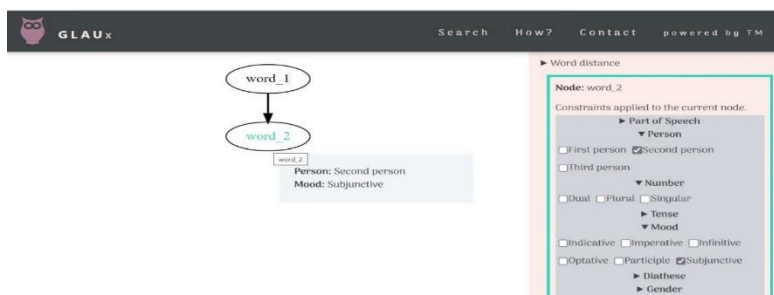 GLAUx
Search How? Contact powered by TM
word_1
word_2
word_2
Person: Second person
Mood: Subjunctive
► Word distance
Node: word_2
Constraints applied to the current node.
► Part of Speech
▼ Person
First person Second person
Third person
▼ Number
Dual Plural Singular
► Tense
▼ Mood
Indicative Imperative Infinitive
Optative Participle Subjunctive
► Diathese
► Gender